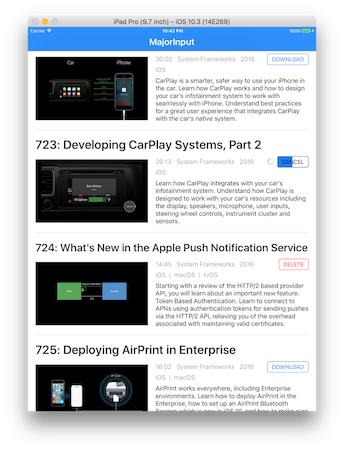 iPad Pro (9.7 inch) – iOS 10.3 (14E269)
Carrier 10:43 PM 100%
MajorInput
Car iPhone
30:02 System Frameworks 2016 DOWNLOAD
iOS
CarPlay is a smarter, safer way to use your iPhone in
the car. Learn how CarPlay works and how to design
your car's infotainment system to work with
seamlessly with iPhone. Understand best practices
for a great user experience that integrates CarPlay
with the car's native system.
723: Developing CarPlay Systems, Part 2
26:13 System Frameworks 2016 CANCEL
iOS
Learn how CarPlay integrates with your car's
infotainment system. Understand how CarPlay is
designed to work with your car's resources including
the display, speakers, microphone, user inputs,
steering wheel controls, instrument cluster and
sensors.
724: What's New in the Apple Push Notification Service
14:45 System Frameworks 2016 DELETE
iOS | macOS | tvOS
Starting with a review of the HTTP/2 based provider
API, you will learn about an important new feature:
Token Based Authentication. Learn to connect to
APNs using authentication tokens for sending pushes
via the HTTP/2 API, relieving you of the overhead
associated with maintaining valid certificates.
725: Deploying AirPrint in Enterprise
16:02 System Frameworks 2016 DOWNLOAD
iOS | macOS
AirPrint works everywhere, including Enterprise
environments. Learn how to deploy AirPrint in the
Enterprise, how to set up an AirPrint Bluetooth